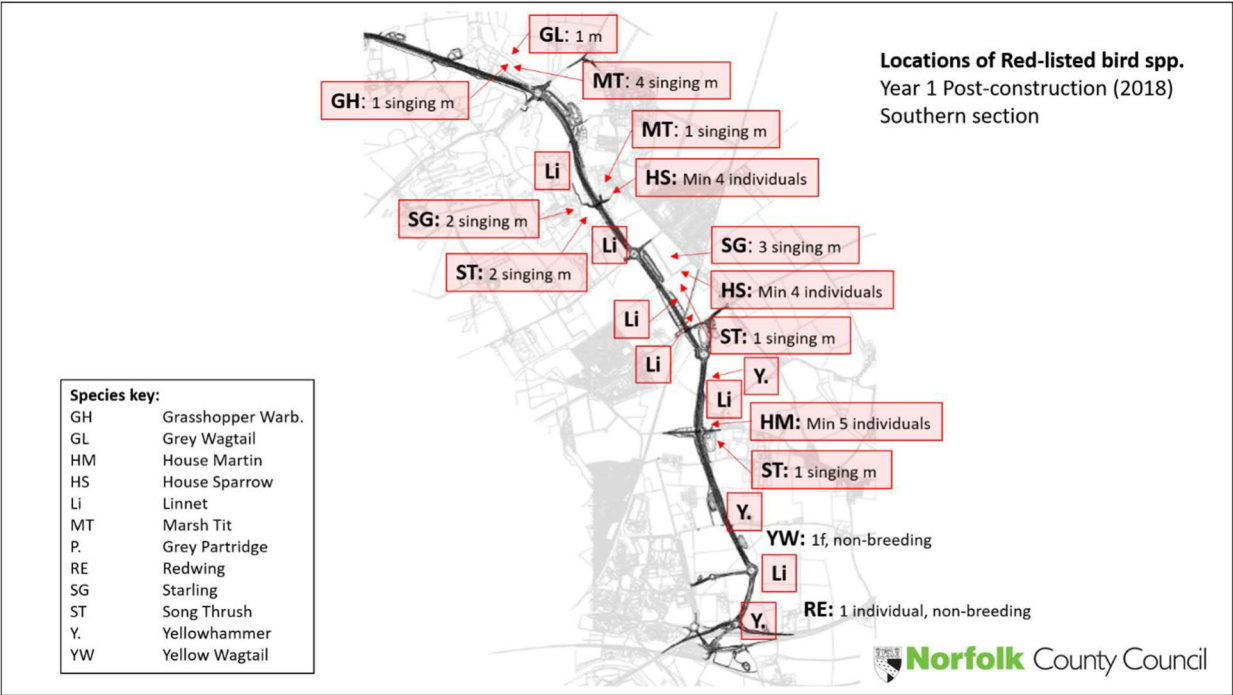 Locations of Red-listed bird spp.
Year 1 Post-construction (2018)
Southern section
GL: 1 m
MT: 4 singing m
GH: 1 singing m
MT: 1 singing m
Li
HS: Min 4 individuals
SG: 2 singing m
Li
SG: 3 singing m
ST: 2 singing m
HS: Min 4 individuals
Li
ST: 1 singing m
Li
Y.
Li
HM: Min 5 individuals
ST: 1 singing m
Y.
YW: 1f, non-breeding
Li
RE: 1 individual, non-breeding
Y.
Species key:
GH Grasshopper Warb.
GL Grey Wagtail
HM House Martin
HS House Sparrow
Li Linnet
MT Marsh Tit
P. Grey Partridge
RE Redwing
SG Starling
ST Song Thrush
Y. Yellowhammer
YW Yellow Wagtail
Norfolk County Council